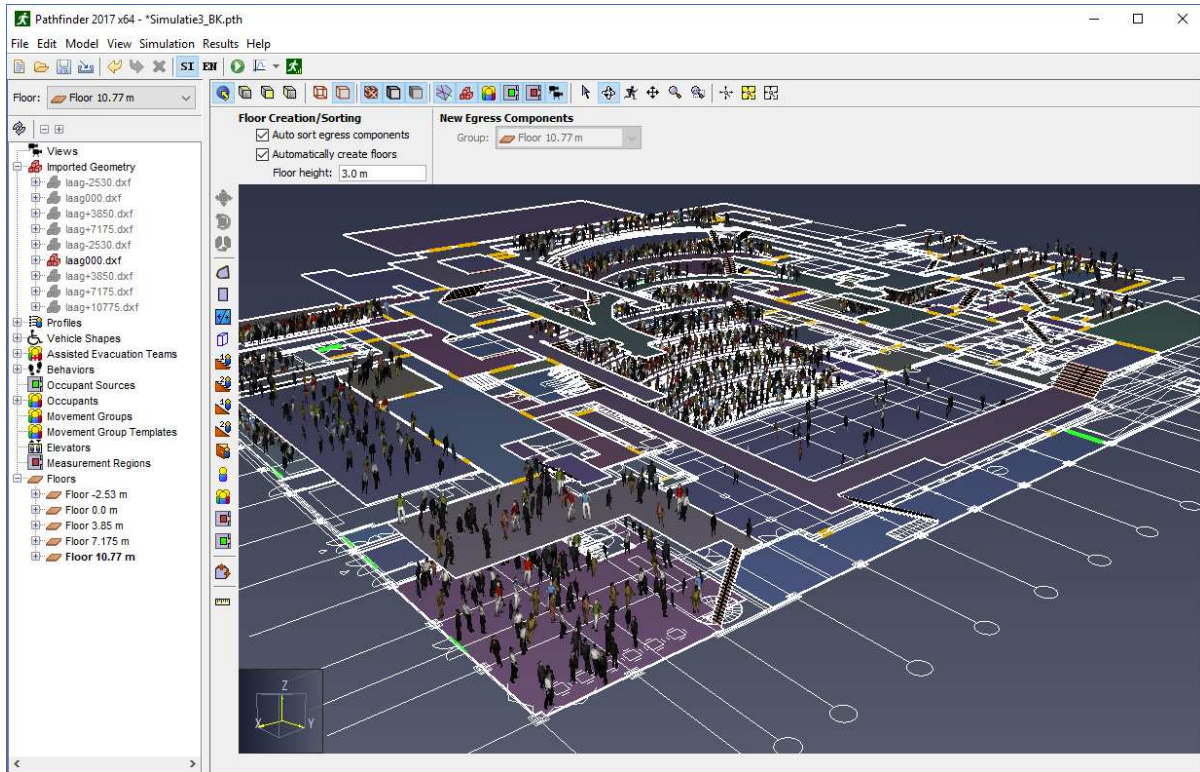 Pathfinder 2017 x64 - *Simulatie3_BK.pth
File Edit Model View Simulation Results Help
SI EN
Floor: Floor 10.77 m
Floor Creation/Sorting
Auto sort egress components
Automatically create floors
Floor height: 3.0 m
New Egress Components
Group: Floor 10.77 m
Views
Imported Geometry
laag-2530.dxf
laag000.dxf
laag+3850.dxf
laag+7175.dxf
laag-2530.dxf
laag000.dxf
laag+3850.dxf
laag+7175.dxf
laag+10775.dxf
Profiles
Vehicle Shapes
Assisted Evacuation Teams
Behaviors
Occupant Sources
Occupants
Movement Groups
Movement Group Templates
Elevators
Measurement Regions
Floors
Floor -2.53 m
Floor 0.0 m
Floor 3.85 m
Floor 7.175 m
Floor 10.77 m
Z
X Y